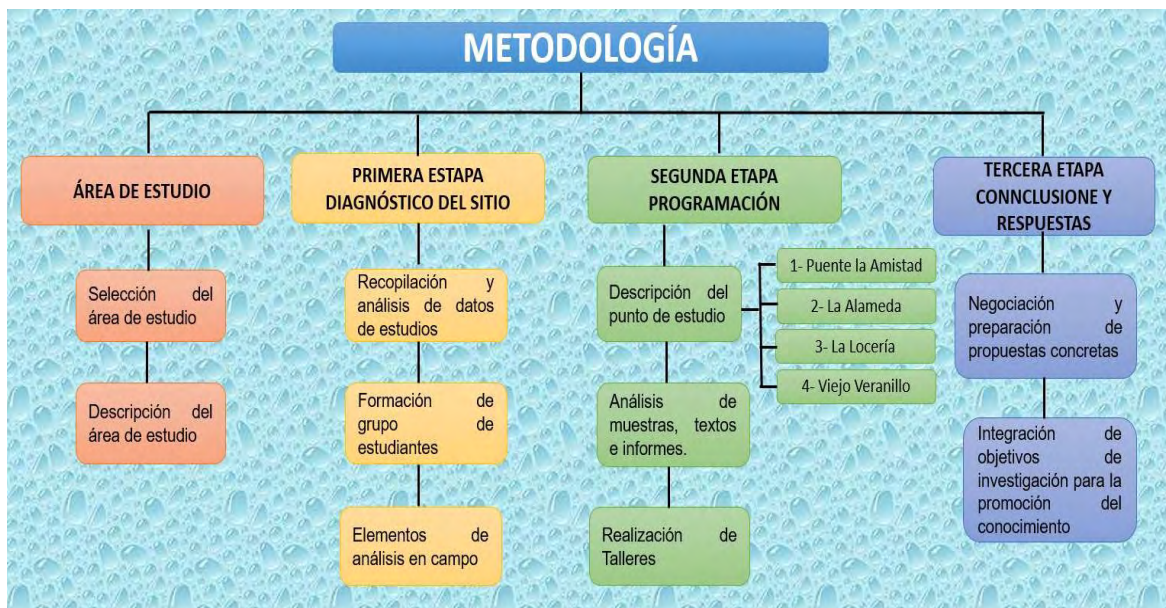 METODOLOGÍA
ÁREA DE ESTUDIO
Selección del
área de estudio
Descripción del
área de estudio
PRIMERA ESTAPA
DIAGNÓSTICO DEL SITIO
Recopilación y
análisis de datos
de estudios
Formación de
grupo de
estudiantes
Elementos de
análisis en campo
SEGUNDA ETAPA
PROGRAMACIÓN
Descripción del
punto de estudio
1- Puente la Amistad
2- La Alameda
3- La Locería
4- Viejo Veranillo
Análisis de
muestras, textos
e informes.
Realización de
Talleres
TERCERA ETAPA
CONNCLUSIONE Y
RESPUESTAS
Negociación y
preparación de
propuestas concretas
Integración de
objetivos de
investigación para la
promoción del
conocimiento